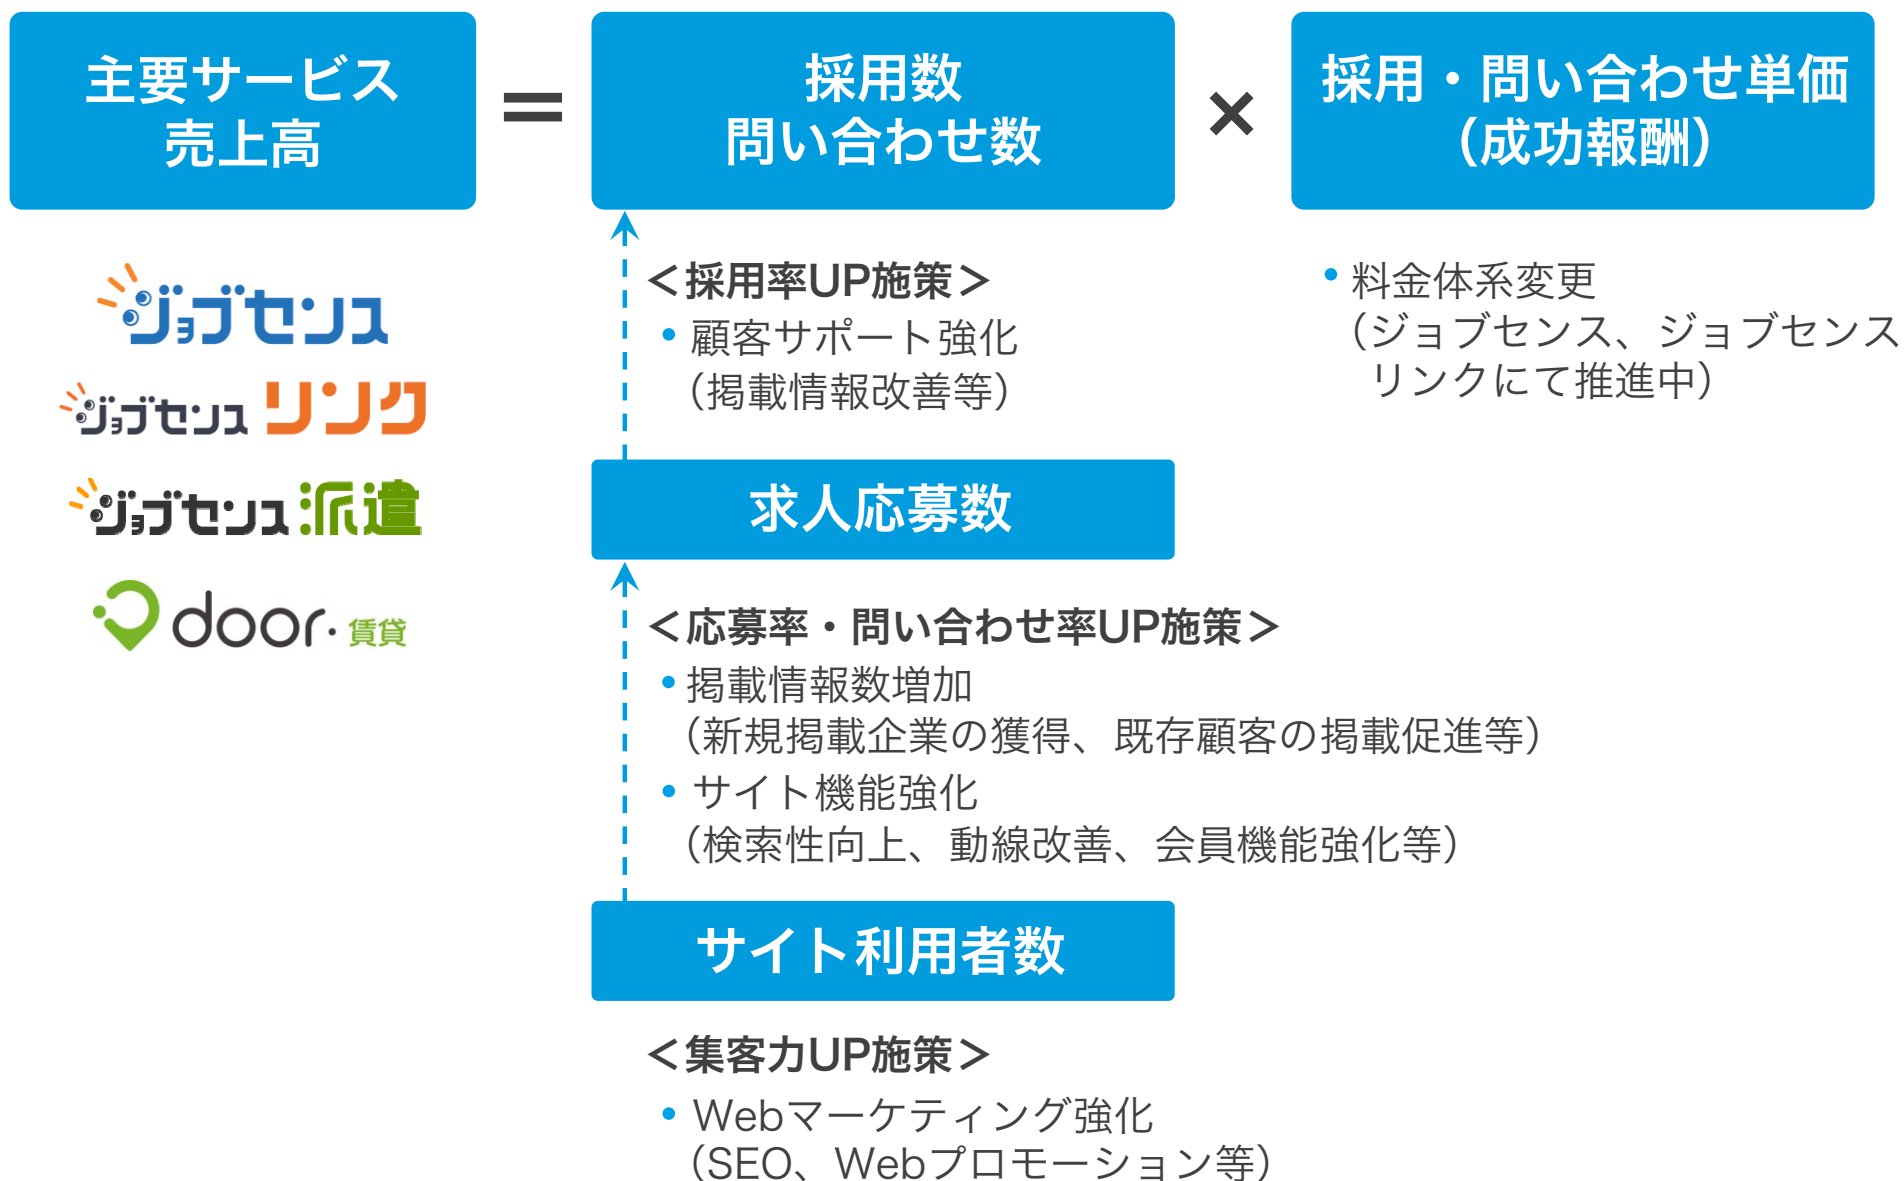 主要サービス
売上高
＝
採用数
問い合わせ数
×
採用・問い合わせ単価
（成功報酬）
ジョブセンス
ジョブセンス リンク
ジョブセンス 派遣
door. 賃貸
＜採用率UP施策＞
• 顧客サポート強化
（掲載情報改善等）
• 料金体系変更
（ジョブセンス、ジョブセンス
リンクにて推進中）
求人応募数
＜応募率・問い合わせ率UP施策＞
• 掲載情報数増加
（新規掲載企業の獲得、既存顧客の掲載促進等）
• サイト機能強化
（検索性向上、動線改善、会員機能強化等）
サイト利用者数
＜集客力UP施策＞
• Webマーケティング強化
（SEO、Webプロモーション等）